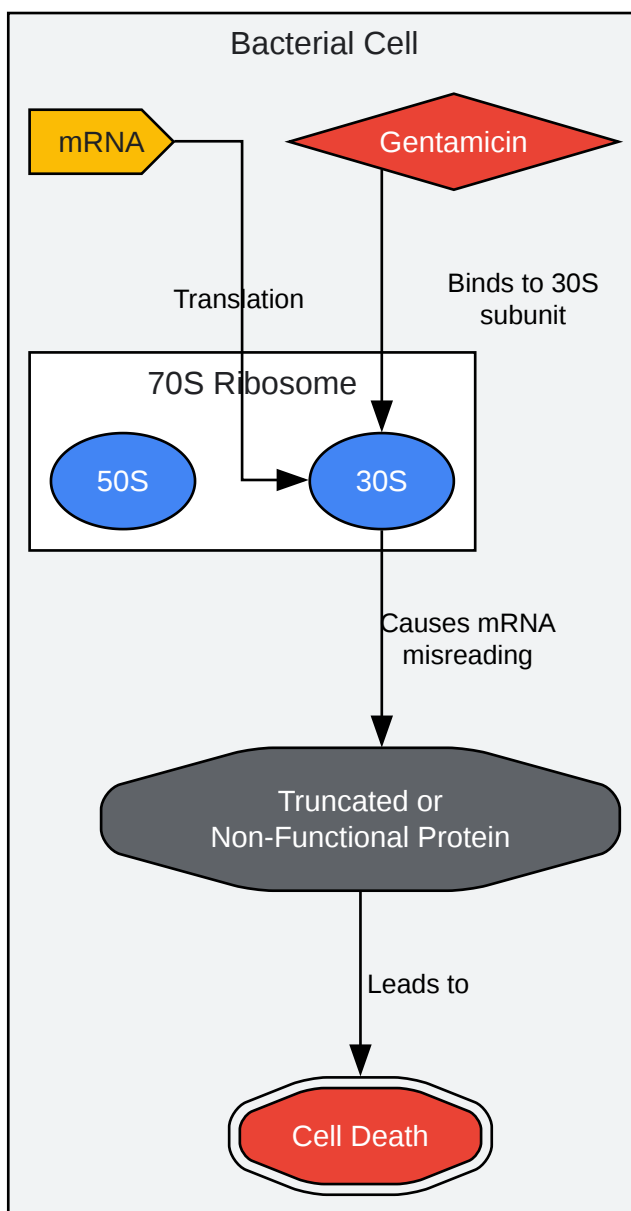 Bacterial Cell
mRNA
Gentamicin
Translation
Binds to 30S
subunit
70S Ribosome
50S
30S
Causes mRNA
misreading
Truncated or
Non-Functional Protein
Leads to
Cell Death